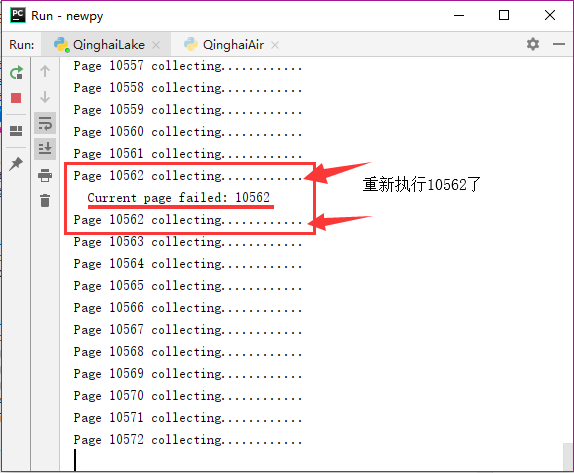 PC
Run - newpy
Run:
QinghaiLake
QinghaiAir
Page 10557 collecting............
Page 10558 collecting............
Page 10559 collecting............
Page 10560 collecting............
Page 10561 collecting............
Page 10562 collecting............
Current page failed: 10562
重新执行10562了
Page 10562 collecting............
Page 10563 collecting............
Page 10564 collecting............
Page 10565 collecting............
Page 10566 collecting............
Page 10567 collecting............
Page 10568 collecting............
Page 10569 collecting............
Page 10570 collecting............
Page 10571 collecting............
Page 10572 collecting............